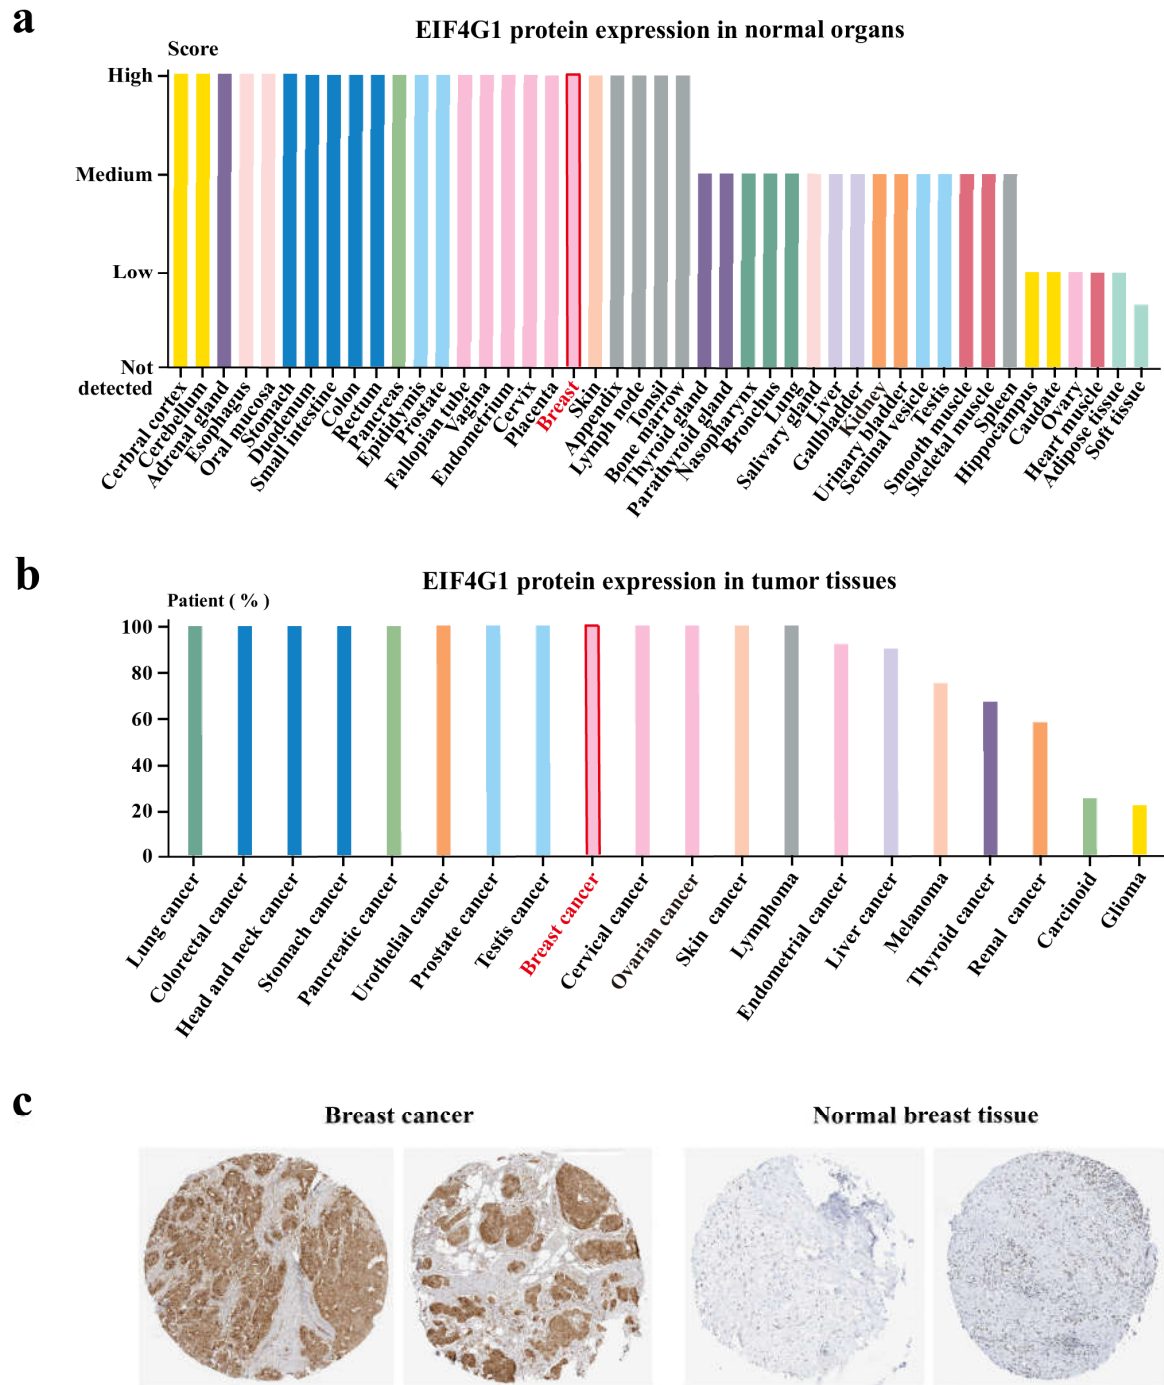 a
EIF4G1 protein expression in normal organs
Score
High
Medium
Low
Not
detected
Cerbral cortex
Cerebellum
Adrenal gland
Esophagus
Oral mucosa
Stomach
Duodenum
Small intestine
Colon
Rectum
Pancreas
Epididymis
Prostate
Fallopian tube
Vagina
Endometrium
Cervix
Placenta
Breast
Skin
Appendix
Lymph node
Tonsil
Bone marrow
Thyroid gland
Parathyroid gland
Nasopharynx
Bronchus
Lung
Salivary gland
Liver
Gallbladder
Kidney
Urinary bladder
Seminal vesicle
Testis
Smooth muscle
Skeletal muscle
Spleen
Hippocampus
Caudate
Ovary
Heart muscle
Adipose tissue
Soft tissue
b
EIF4G1 protein expression in tumor tissues
Patient ( % )
100
80
60
40
20
0
Lung cancer
Colorectal cancer
Head and neck cancer
Stomach cancer
Pancreatic cancer
Urothelial cancer
Prostate cancer
Testis cancer
Breast cancer
Cervical cancer
Ovarian cancer
Skin cancer
Lymphoma
Endometrial cancer
Liver cancer
Melanoma
Thyroid cancer
Renal cancer
Carcinoid
Glioma
c
Breast cancer
Normal breast tissue